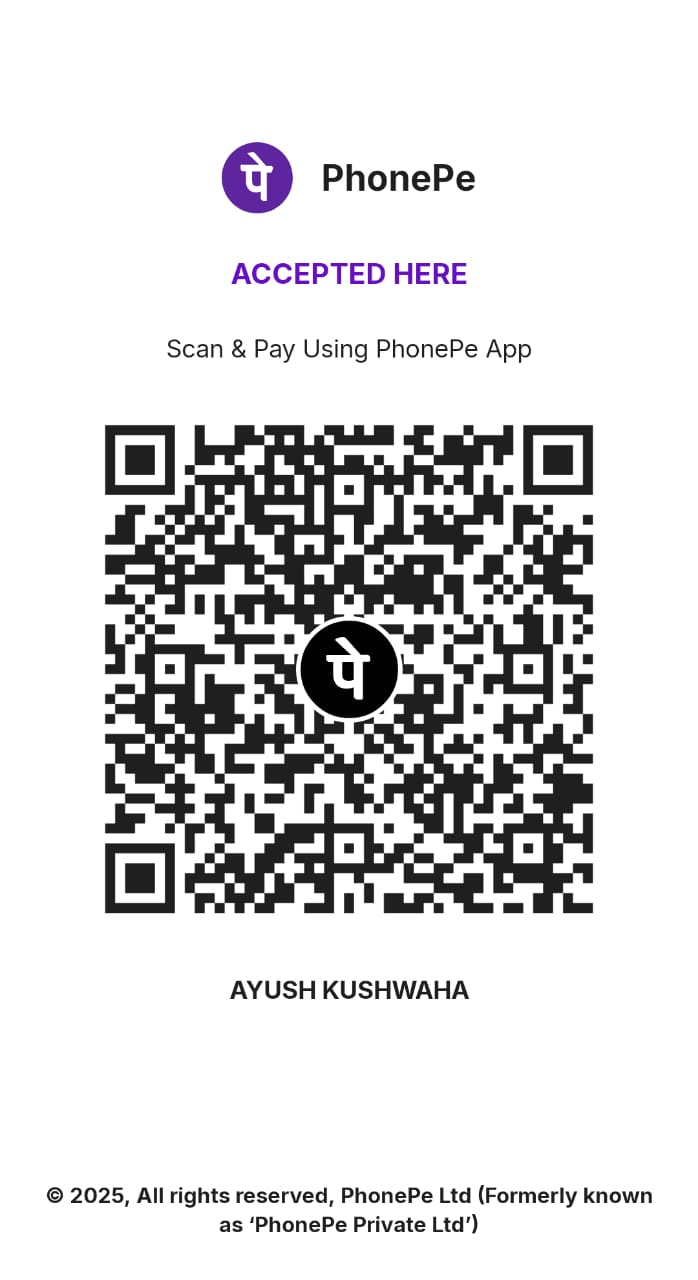 पे PhonePe
ACCEPTED HERE
Scan & Pay Using PhonePe App
पे
AYUSH KUSHWAHA
© 2025, All rights reserved, PhonePe Ltd (Formerly known
as ‘PhonePe Private Ltd’)